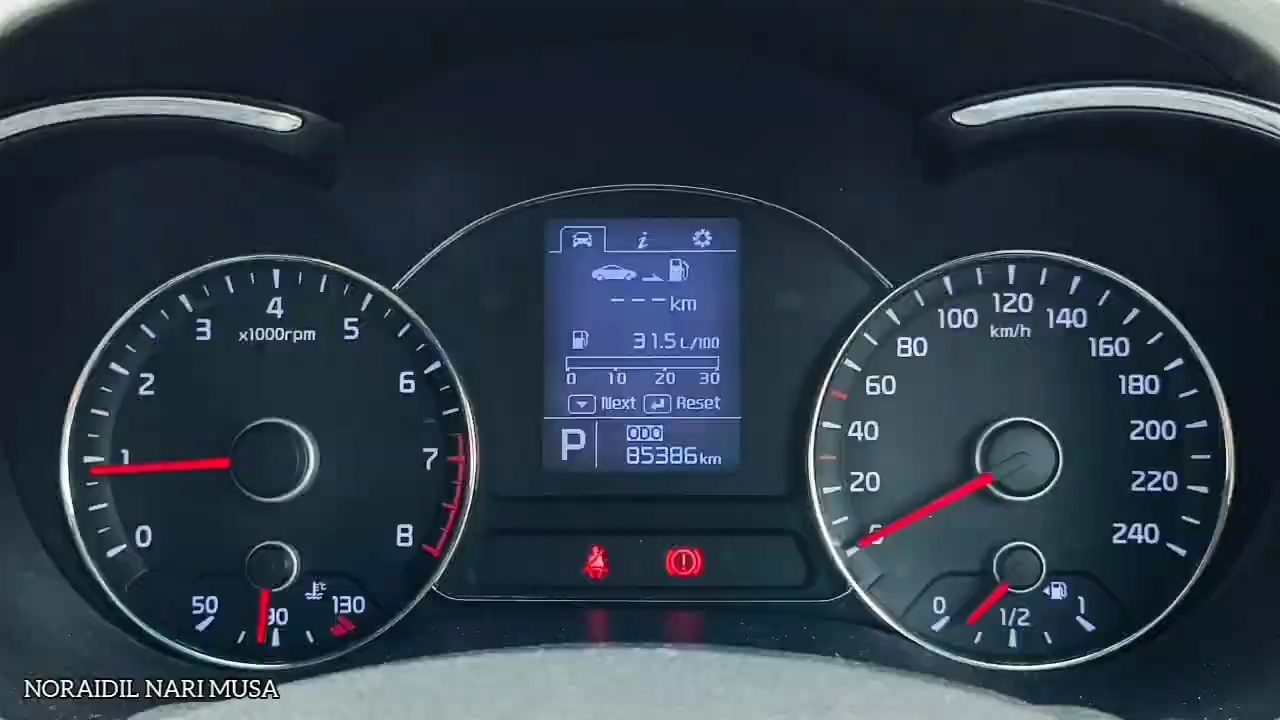 i
--- km
31.5 L/100
0 10 20 30
Next Reset
P
ODO
85386 km
0 1 2 3 4 5 6 7 8
x1000rpm
50 90 130
0 20 40 60 80 100 120 140 160 180 200 220 240
km/h
0 1/2 1
NORAIDIL NARI MUSA